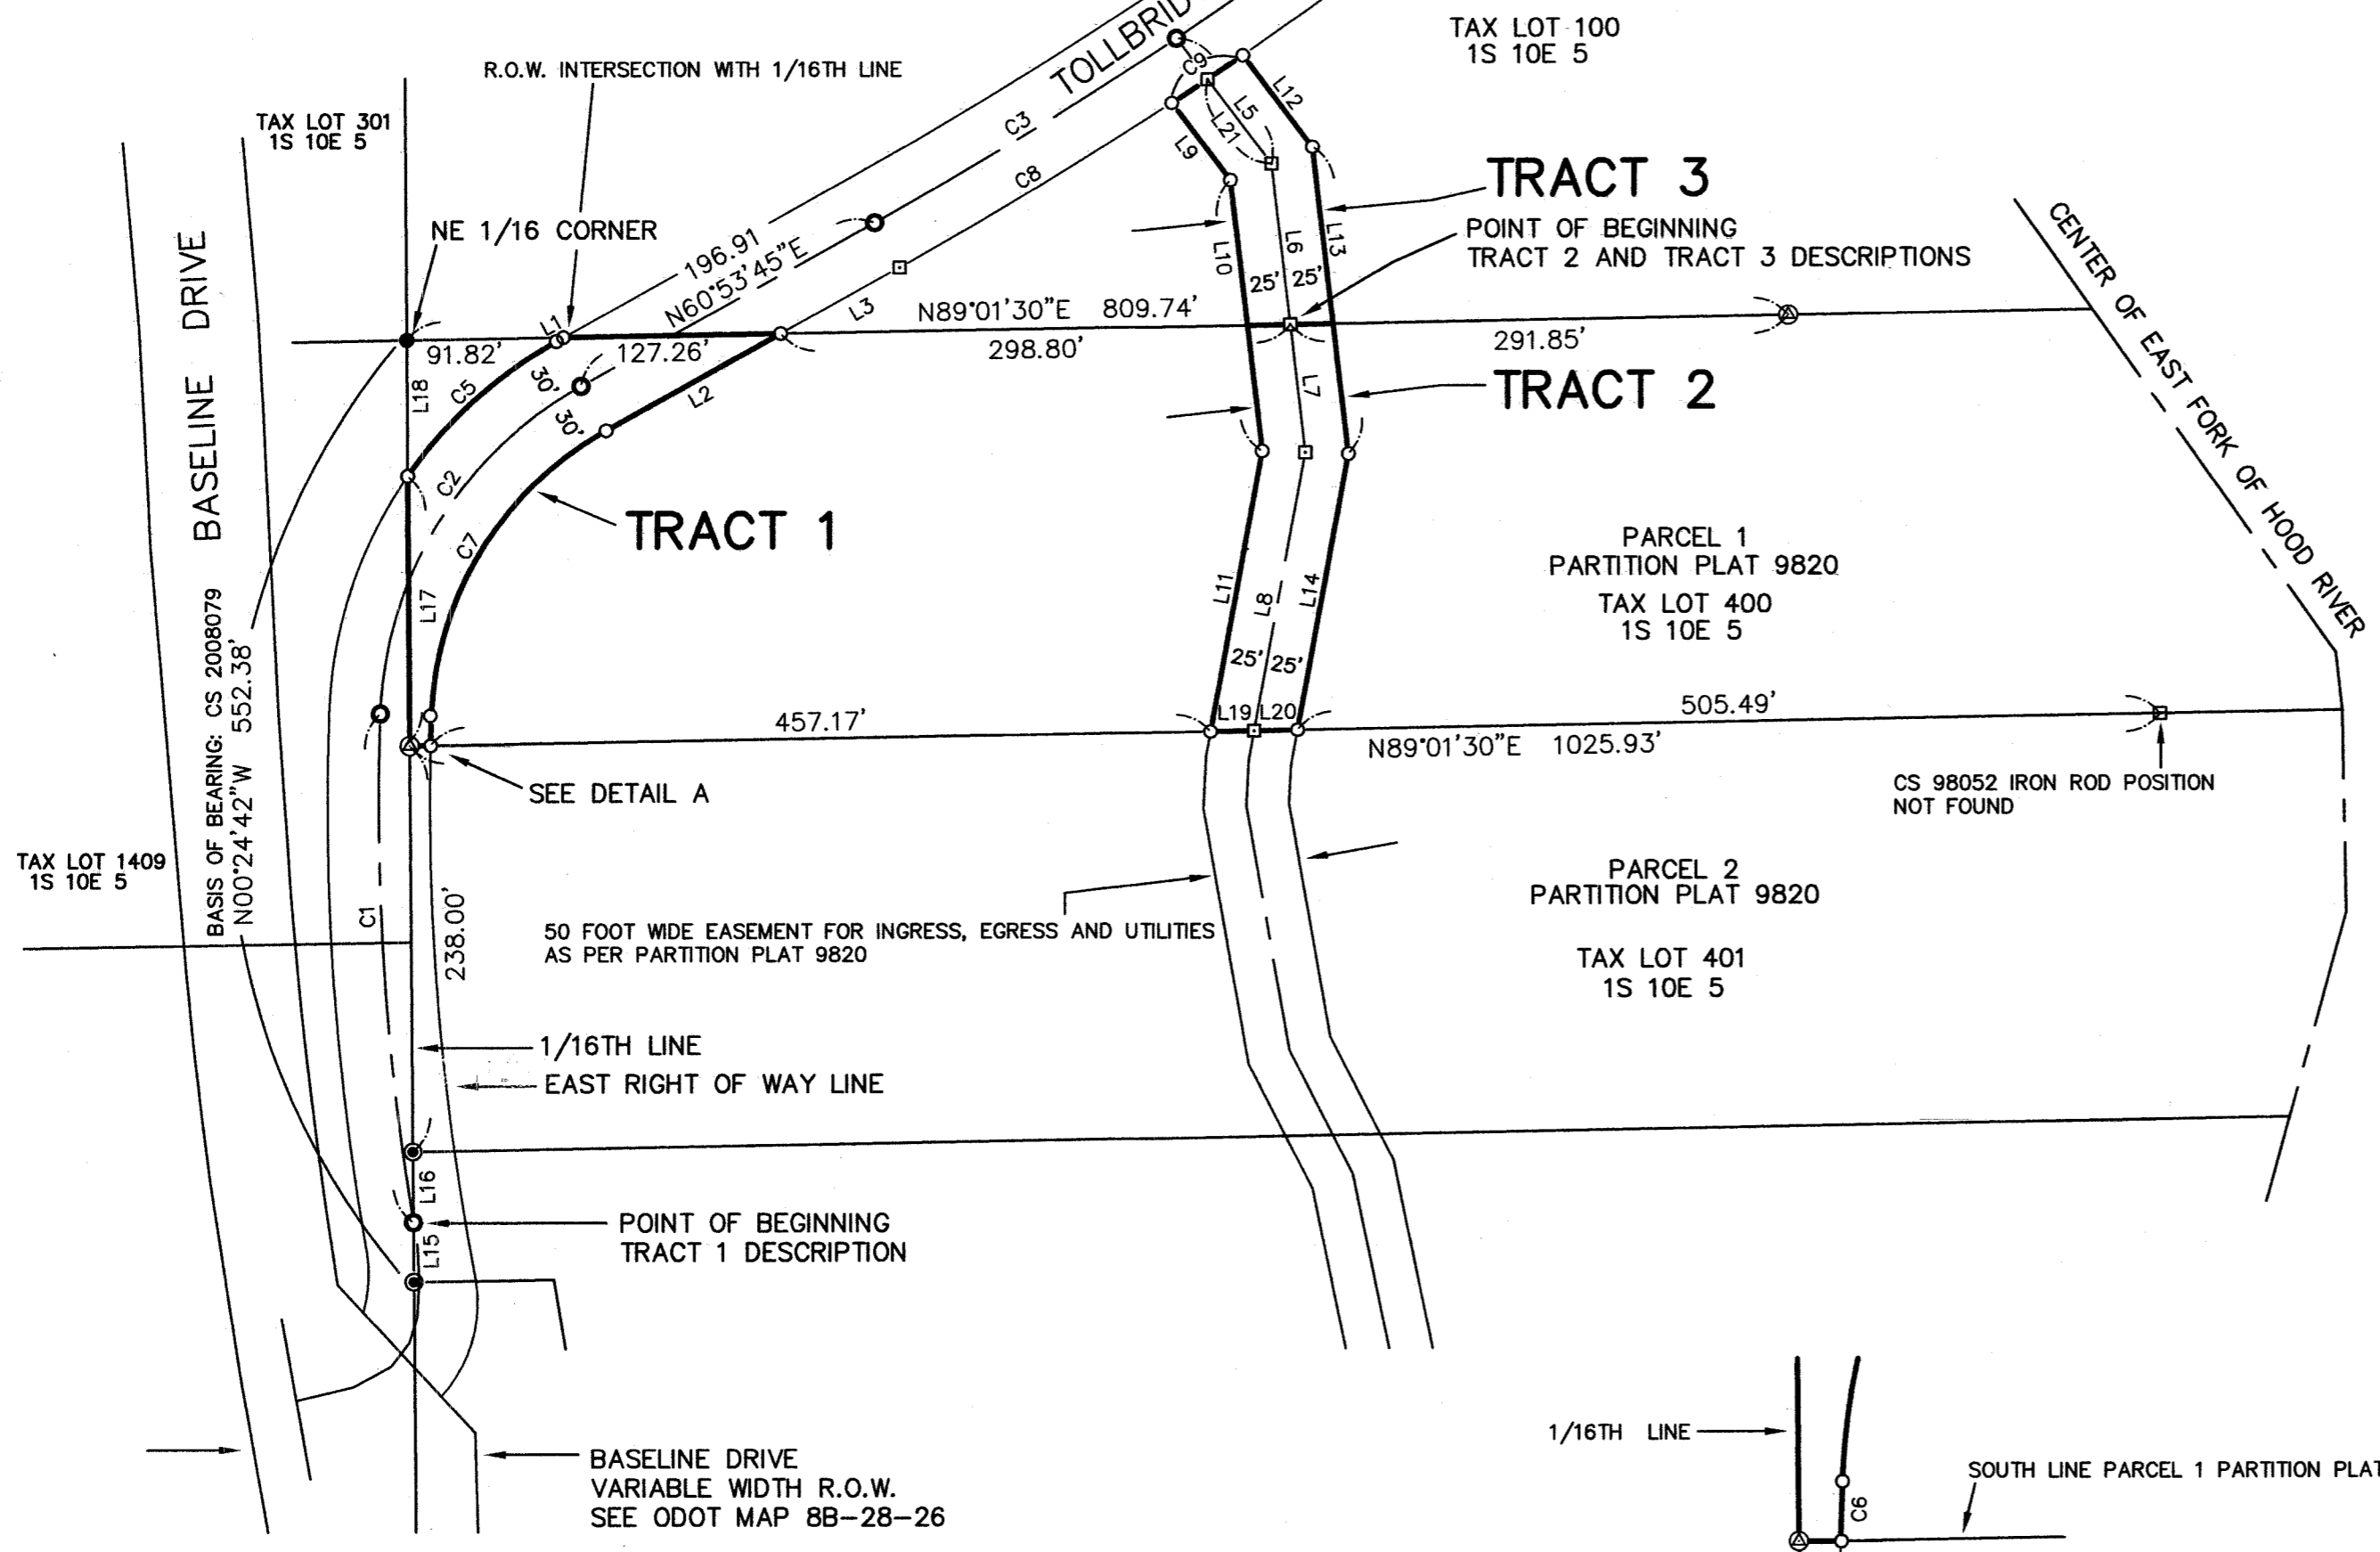 TOLLBRID
TAX LOT 100
1S 10E 5
R.O.W. INTERSECTION WITH 1/16TH LINE
TAX LOT 301
1S 10E 5
C9
L12
L5
L21
C3
L9
C8
TRACT 3
NE 1/16 CORNER
POINT OF BEGINNING
TRACT 2 AND TRACT 3 DESCRIPTIONS
196.91
N60°53'45"E
L10
L6
L13
25'
25'
CENTER OF EAST FORK OF HOOD RIVER
BASELINE DRIVE
L1
L3
N89°01'30"E 809.74'
91.82'
127.26'
298.80'
291.85'
L18
C5
30'
30'
L2
L7
TRACT 2
C2
TRACT 1
C7
L17
L11
L8
L14
25'
25'
PARCEL 1
PARTITION PLAT 9820
TAX LOT 400
1S 10E 5
BASIS OF BEARING: CS 2008079
N00°24'42"W 552.38'
457.17'
L19
L20
505.49'
N89°01'30"E 1025.93'
SEE DETAIL A
CS 98052 IRON ROD POSITION
NOT FOUND
TAX LOT 1409
1S 10E 5
C1
238.00'
50 FOOT WIDE EASEMENT FOR INGRESS, EGRESS AND UTILITIES
AS PER PARTITION PLAT 9820
PARCEL 2
PARTITION PLAT 9820
TAX LOT 401
1S 10E 5
1/16TH LINE
EAST RIGHT OF WAY LINE
L16
POINT OF BEGINNING
TRACT 1 DESCRIPTION
L15
BASELINE DRIVE
VARIABLE WIDTH R.O.W.
SEE ODOT MAP 8B-28-26
1/16TH LINE
SOUTH LINE PARCEL 1 PARTITION PLAT
C6